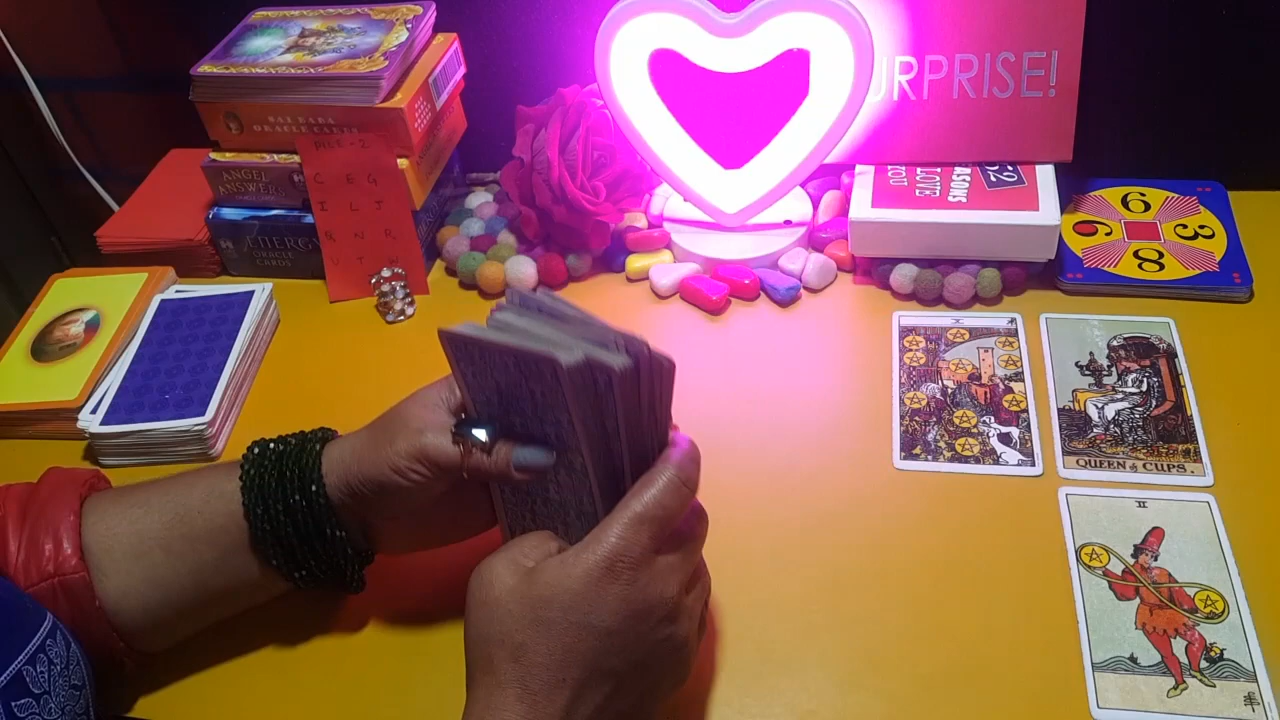 SAI BABA
ORACLE CARDS
PILE-2
C E G
I L J
Q N R
U T W
ANGEL
ANSWERS
ENERGY
ORACLE
CARDS
URPRISE!
52
REASONS
I LOVE
YOU
9
6
3
8
X
QUEEN of CUPS.
II